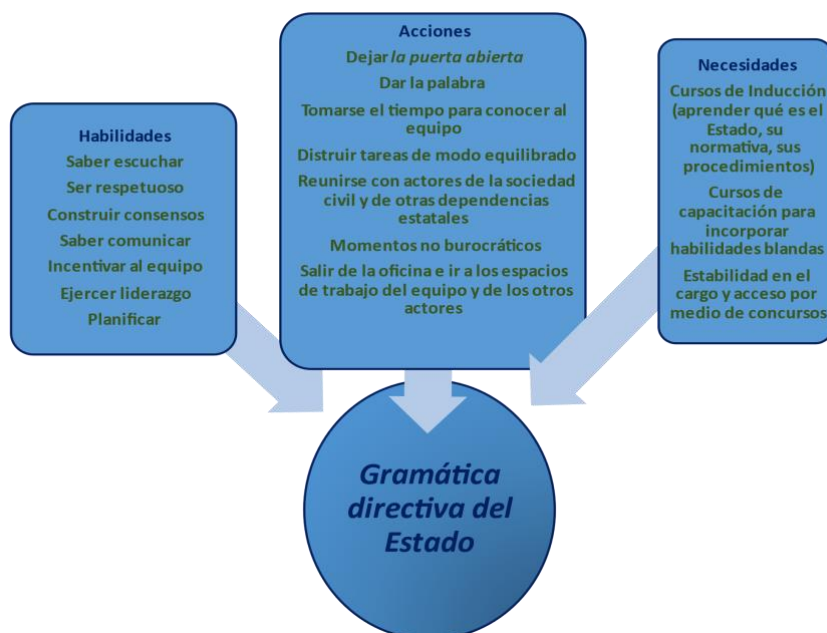 Habilidades
Saber escuchar
Ser respetuoso
Construir consensos
Saber comunicar
Incentivar al equipo
Ejercer liderazgo
Planificar
Acciones
Dejar la puerta abierta
Dar la palabra
Tomarse el tiempo para conocer al
equipo
Distruir tareas de modo equilibrado
Reunirse con actores de la sociedad
civil y de otras dependencias
estatales
Momentos no burocráticos
Salir de la oficina e ir a los espacios
de trabajo del equipo y de los otros
actores
Necesidades
Cursos de Inducción
(aprender qué es el
Estado, su
normativa, sus
procedimientos)
Cursos de
capacitación para
incorporar
habilidades blandas
Estabilidad en el
cargo y acceso por
medio de concursos
Gramática
directiva del
Estado